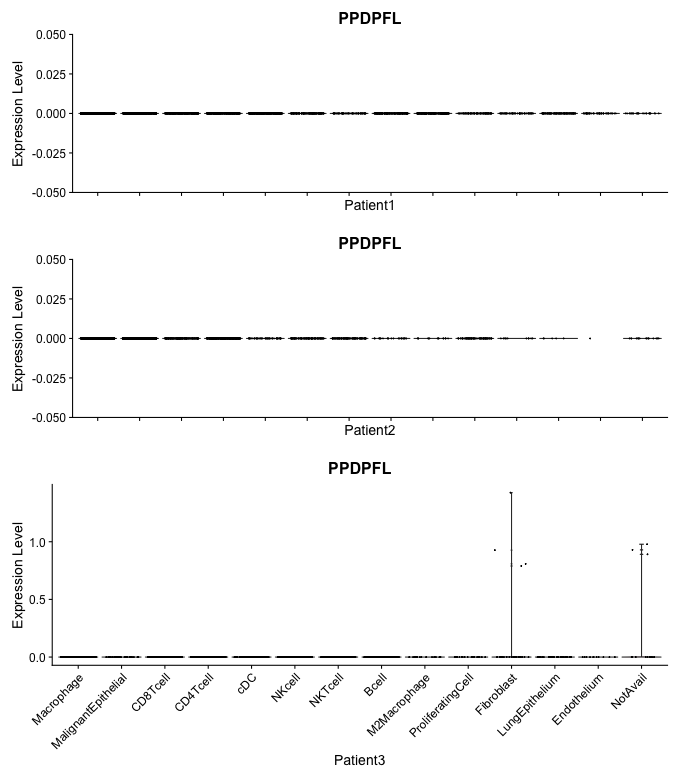 PPDPFL
Expression Level
0.050
0.025
0.000
-0.025
-0.050
Patient1
PPDPFL
Expression Level
0.050
0.025
0.000
-0.025
-0.050
Patient2
PPDPFL
Expression Level
1.0
0.5
0.0
Macrophage
MalignantEpithelial
CD8Tcell
CD4Tcell
cDC
NKcell
NKTcell
Bcell
M2Macrophage
ProliferatingCell
Fibroblast
LungEpithelium
Endothelium
NotAvail
Patient3